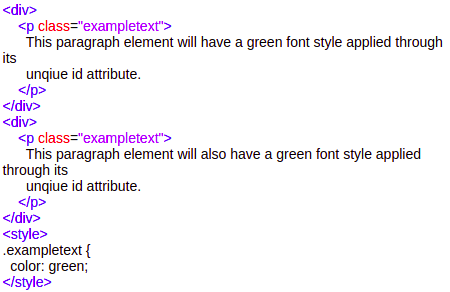 <div>
<p class="exampletext">
This paragraph element will have a green font style applied through
its
unqiue id attribute.
</p>
</div>
<div>
<p class="exampletext">
This paragraph element will also have a green font style applied
through its
unqiue id attribute.
</p>
</div>
<style>
.exampletext {
color: green;
</style>